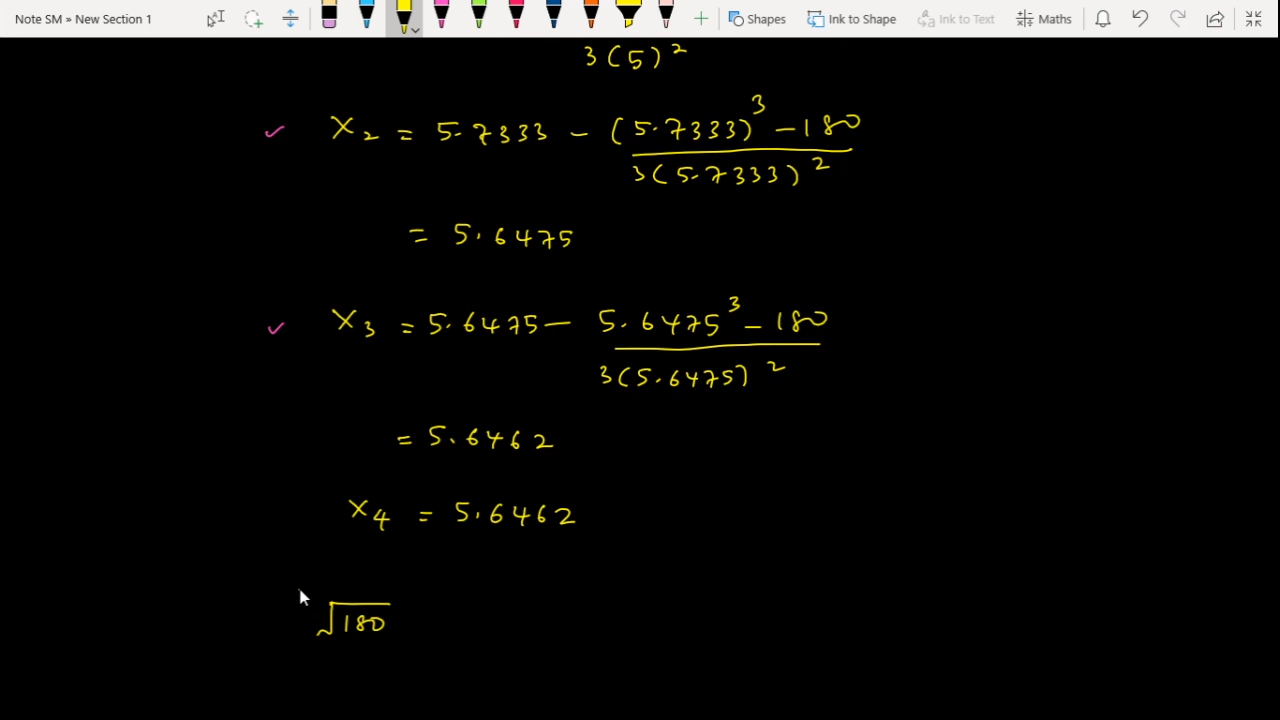 Note SM » New Section 1 Shapes Ink to Shape Ink to Text Maths
3(5)²
✓ X₂ = 5.7333 - (5.7333)³ - 180
3(5.7333)²
= 5.6475
✓ X₃ = 5.6475 - 5.6475³ - 180
3(5.6475)²
= 5.6462
X₄ = 5.6462
√180